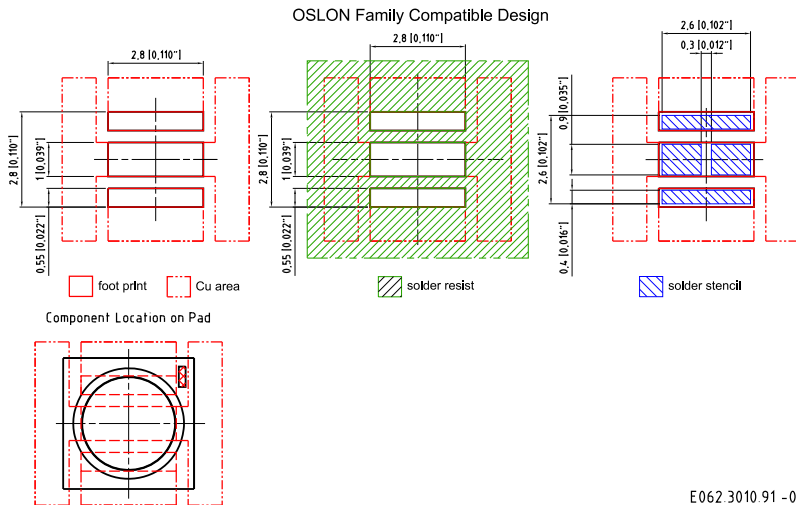 OSLON Family Compatible Design
2,8 [0,110"]
2,8 [0,110"]
1 [0,039"]
0,55 [0,022"]
2,8 [0,110"]
2,8 [0,110"]
1 [0,039"]
0,55 [0,022"]
2,6 [0,102"]
0,3 [0,012"]
0,9 [0,035"]
2,6 [0,102"]
0,4 [0,016"]
foot print
Cu area
solder resist
solder stencil
Component Location on Pad
E062.3010.91 -0